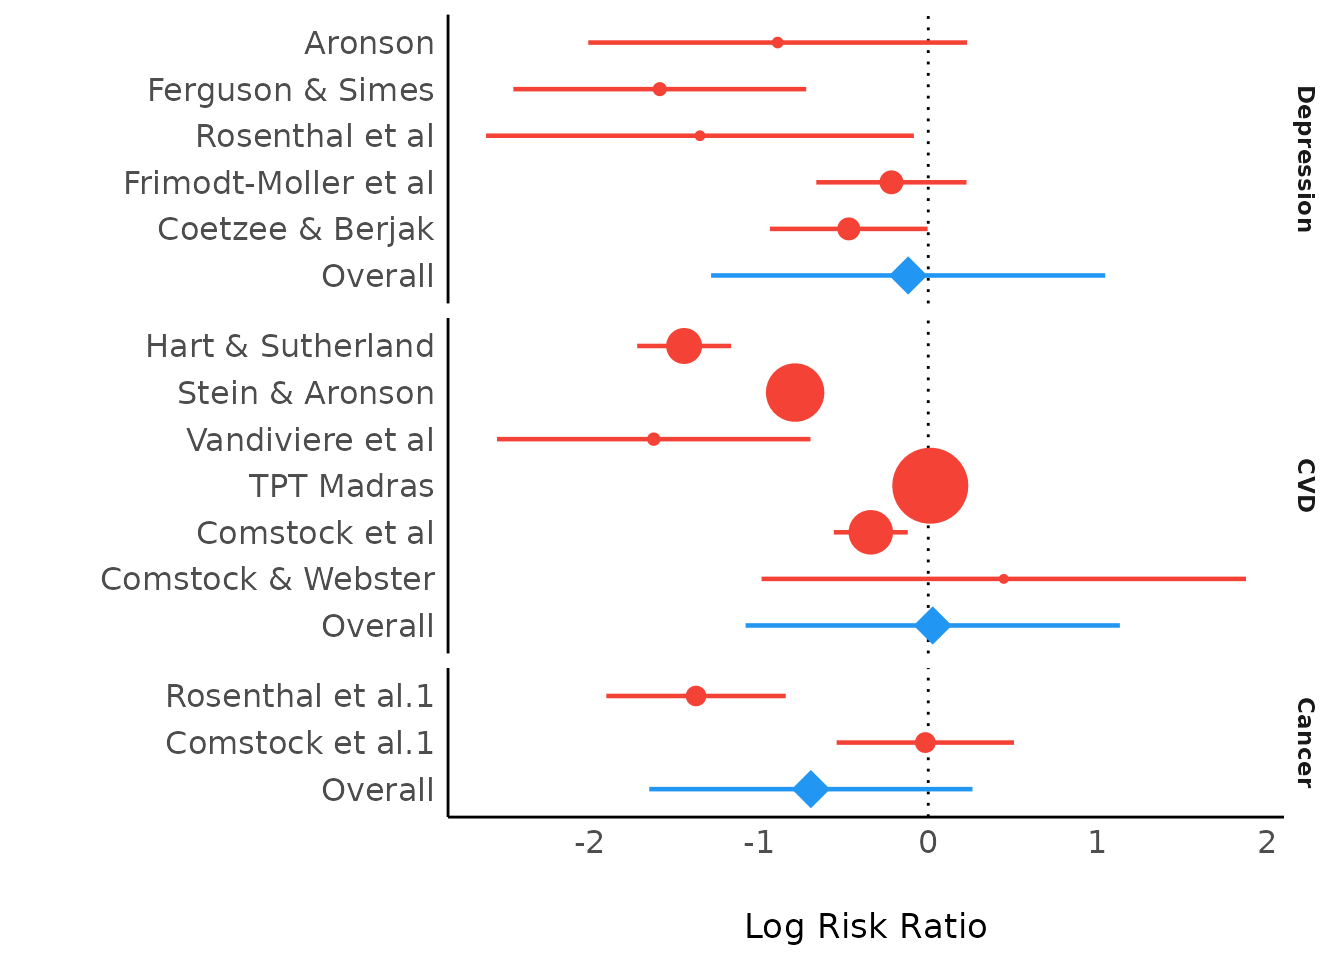 Aronson
Ferguson & Simes
Rosenthal et al
Frimodt-Moller et al
Coetzee & Berjak
Overall
Depression
Hart & Sutherland
Stein & Aronson
Vandiviere et al
TPT Madras
Comstock et al
Comstock & Webster
Overall
CVD
Rosenthal et al.1
Comstock et al.1
Overall
Cancer
-2 -1 0 1 2
Log Risk Ratio